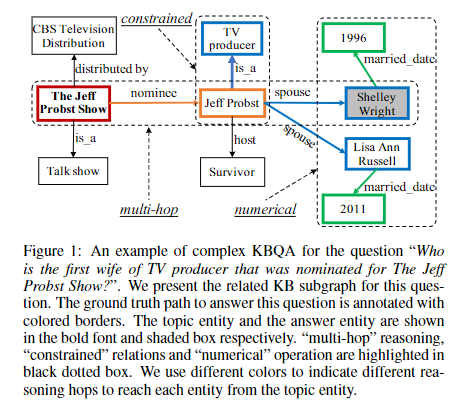 constrained
CBS Television
Distribution
TV
producer
1996
distributed by
is_a
married_date
The Jeff
Probst Show
nominee
Jeff Probst
spouse
Shelley
Wright
is_a
host
spouse
Lisa Ann
Russell
Talk show
Survivor
married_date
multi-hop
numerical
2011
Figure 1: An example of complex KBQA for the question “Who
is the first wife of TV producer that was nominated for The Jeff
Probst Show?”. We present the related KB subgraph for this ques-
tion. The ground truth path to answer this question is annotated with
colored borders. The topic entity and the answer entity are shown
in the bold font and shaded box respectively. “multi-hop” reasoning,
“constrained” relations and “numerical” operation are highlighted in
black dotted box. We use different colors to indicate different rea-
soning hops to reach each entity from the topic entity.